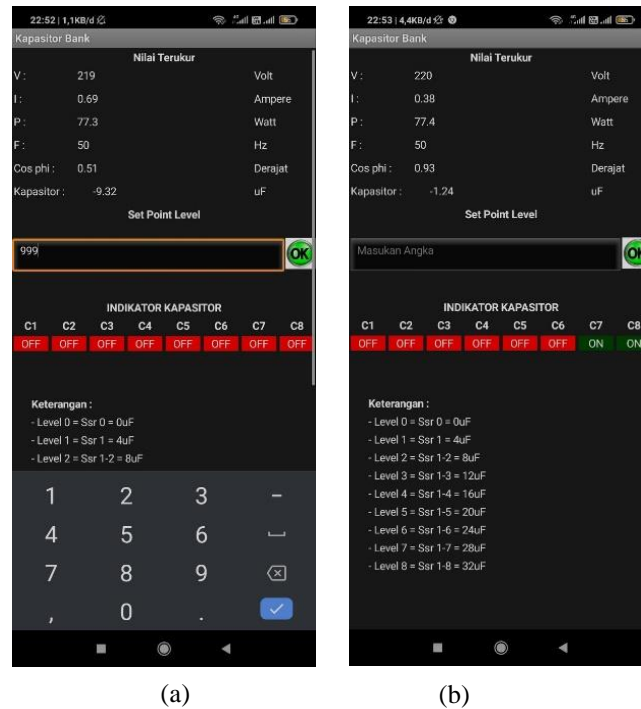 22:52 | 1,1KB/d
Kapasitor Bank
Nilai Terukur
V : 219 Volt
I : 0.69 Ampere
P : 77.3 Watt
F : 50 Hz
Cos phi : 0.51 Derajat
Kapasitor : -9.32 uF
Set Point Level
999 OK
INDIKATOR KAPASITOR
C1 C2 C3 C4 C5 C6 C7 C8
OFF OFF OFF OFF OFF OFF OFF OFF
Keterangan :
- Level 0 = Ssr 0 = 0uF
- Level 1 = Ssr 1 = 4uF
- Level 2 = Ssr 1-2 = 8uF
1 2 3 –
4 5 6
7 8 9
, 0 .
(a)
22:53 | 4,4KB/d
Kapasitor Bank
Nilai Terukur
V : 220 Volt
I : 0.38 Ampere
P : 77.4 Watt
F : 50 Hz
Cos phi : 0.93 Derajat
Kapasitor : -1.24 uF
Set Point Level
Masukan Angka OK
INDIKATOR KAPASITOR
C1 C2 C3 C4 C5 C6 C7 C8
OFF OFF OFF OFF OFF OFF ON ON
Keterangan :
- Level 0 = Ssr 0 = 0uF
- Level 1 = Ssr 1 = 4uF
- Level 2 = Ssr 1-2 = 8uF
- Level 3 = Ssr 1-3 = 12uF
- Level 4 = Ssr 1-4 = 16uF
- Level 5 = Ssr 1-5 = 20uF
- Level 6 = Ssr 1-6 = 24uF
- Level 7 = Ssr 1-7 = 28uF
- Level 8 = Ssr 1-8 = 32uF
(b)